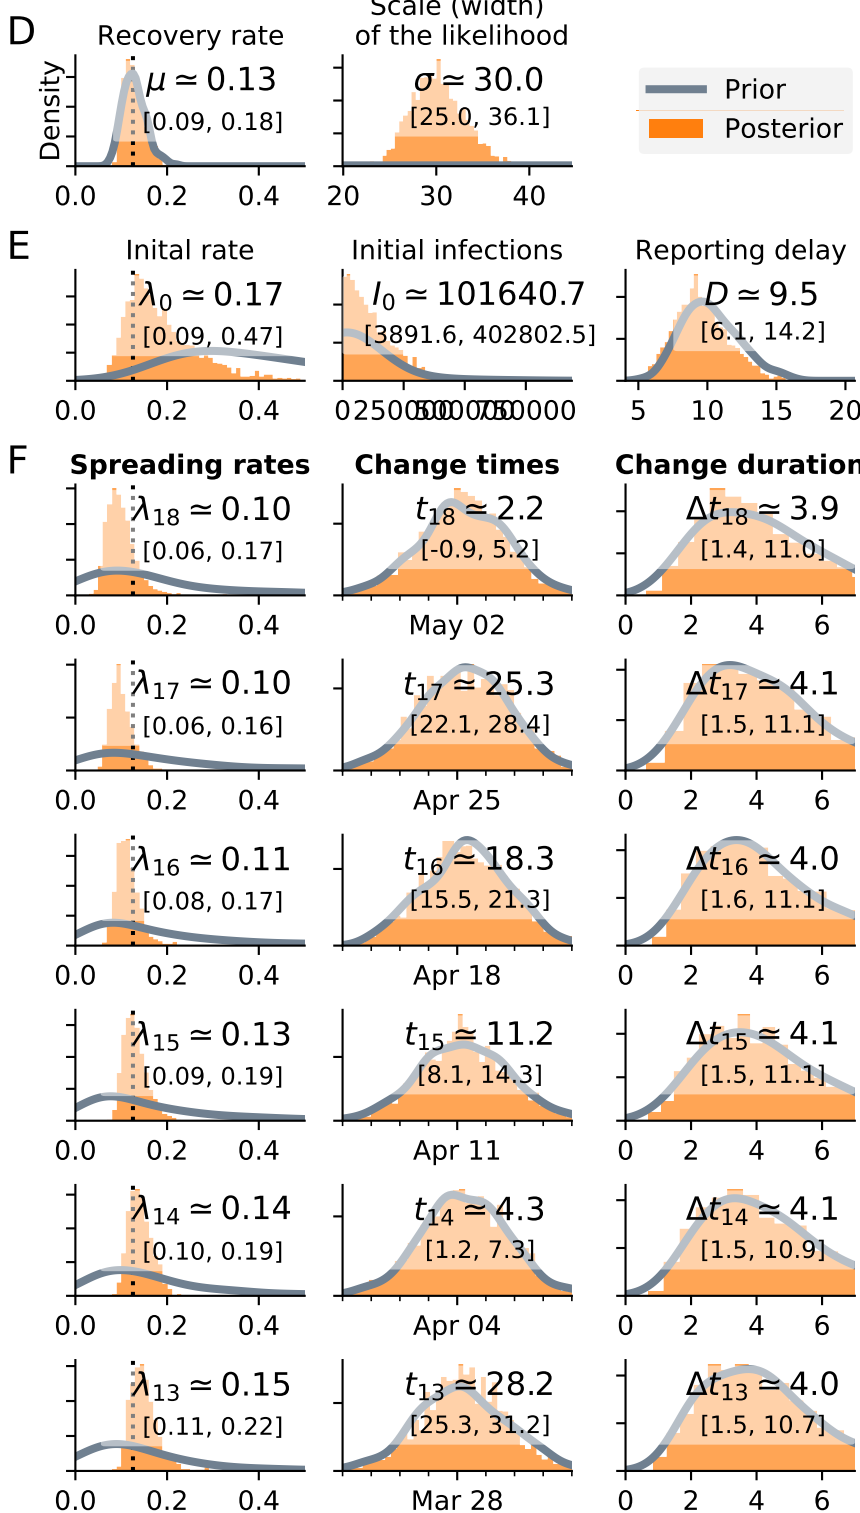 D
Recovery rate
Scale (width)
of the likelihood
Density
μ ≃ 0.13
[0.09, 0.18]
0.0 0.2 0.4
σ ≃ 30.0
[25.0, 36.1]
20 30 40
Prior
Posterior
E
Inital rate
λ0 ≃ 0.17
[0.09, 0.47]
0.0 0.2 0.4
Initial infections
I0 ≃ 101640.7
[3891.6, 402802.5]
0 250000 500000 750000
Reporting delay
D ≃ 9.5
[6.1, 14.2]
5 10 15 20
F
Spreading rates
Change times
Change duration
λ18 ≃ 0.10
[0.06, 0.17]
0.0 0.2 0.4
t18 ≃ 2.2
[-0.9, 5.2]
May 02
Δt18 ≃ 3.9
[1.4, 11.0]
0 2 4 6
λ17 ≃ 0.10
[0.06, 0.16]
0.0 0.2 0.4
t17 ≃ 25.3
[22.1, 28.4]
Apr 25
Δt17 ≃ 4.1
[1.5, 11.1]
0 2 4 6
λ16 ≃ 0.11
[0.08, 0.17]
0.0 0.2 0.4
t16 ≃ 18.3
[15.5, 21.3]
Apr 18
Δt16 ≃ 4.0
[1.6, 11.1]
0 2 4 6
λ15 ≃ 0.13
[0.09, 0.19]
0.0 0.2 0.4
t15 ≃ 11.2
[8.1, 14.3]
Apr 11
Δt15 ≃ 4.1
[1.5, 11.1]
0 2 4 6
λ14 ≃ 0.14
[0.10, 0.19]
0.0 0.2 0.4
t14 ≃ 4.3
[1.2, 7.3]
Apr 04
Δt14 ≃ 4.1
[1.5, 10.9]
0 2 4 6
λ13 ≃ 0.15
[0.11, 0.22]
0.0 0.2 0.4
t13 ≃ 28.2
[25.3, 31.2]
Mar 28
Δt13 ≃ 4.0
[1.5, 10.7]
0 2 4 6